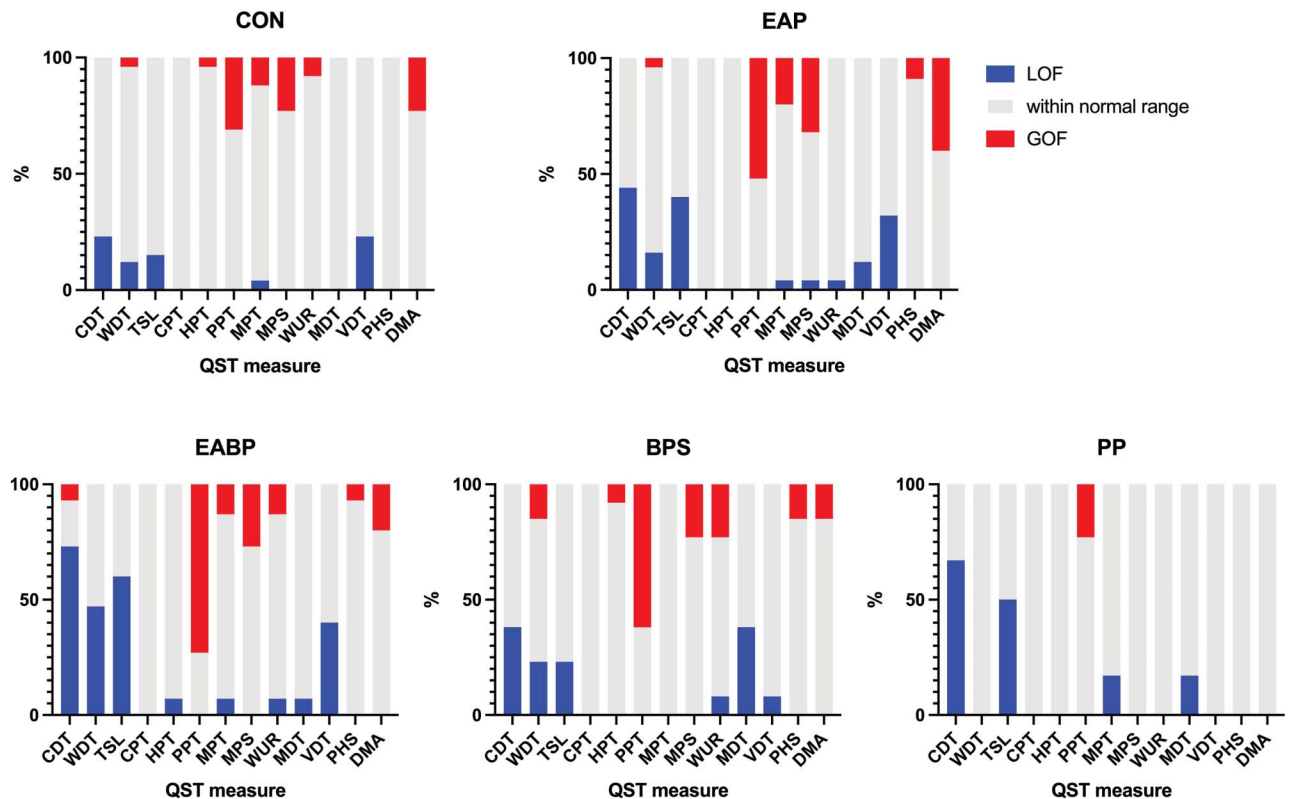 CON
100
50
0
%
CDT
WDT
TSL
CPT
HPT
PPT
MPT
MPS
WUR
MDT
VDT
PHS
DMA
QST measure
EAP
100
50
0
%
CDT
WDT
TSL
CPT
HPT
PPT
MPT
MPS
WUR
MDT
VDT
PHS
DMA
QST measure
LOF
within normal range
GOF
EABP
100
50
0
%
CDT
WDT
TSL
CPT
HPT
PPT
MPT
MPS
WUR
MDT
VDT
PHS
DMA
QST measure
BPS
100
50
0
%
CDT
WDT
TSL
CPT
HPT
PPT
MPT
MPS
WUR
MDT
VDT
PHS
DMA
QST measure
PP
100
50
0
%
CDT
WDT
TSL
CPT
HPT
PPT
MPT
MPS
WUR
MDT
VDT
PHS
DMA
QST measure